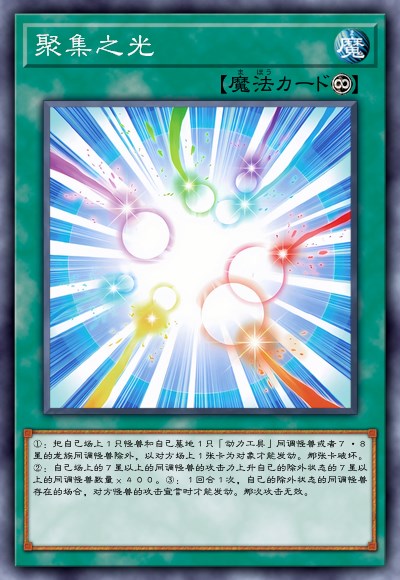 聚集之光
魔
【魔法カード】
まほう
①：把自己场上1只怪兽和自己墓地1只「动力工具」同调怪兽或者7·8
星的龙族同调怪兽除外，以对方场上1张卡为对象才能发动。那张卡破坏。
②：自己场上的7星以上的同调怪兽的攻击力上升自己的除外状态的7星以
上的同调怪兽数量×400。③：1回合1次，自己的除外状态的同调怪兽
存在的场合，对方怪兽的攻击宣言时才能发动。那次攻击无效。